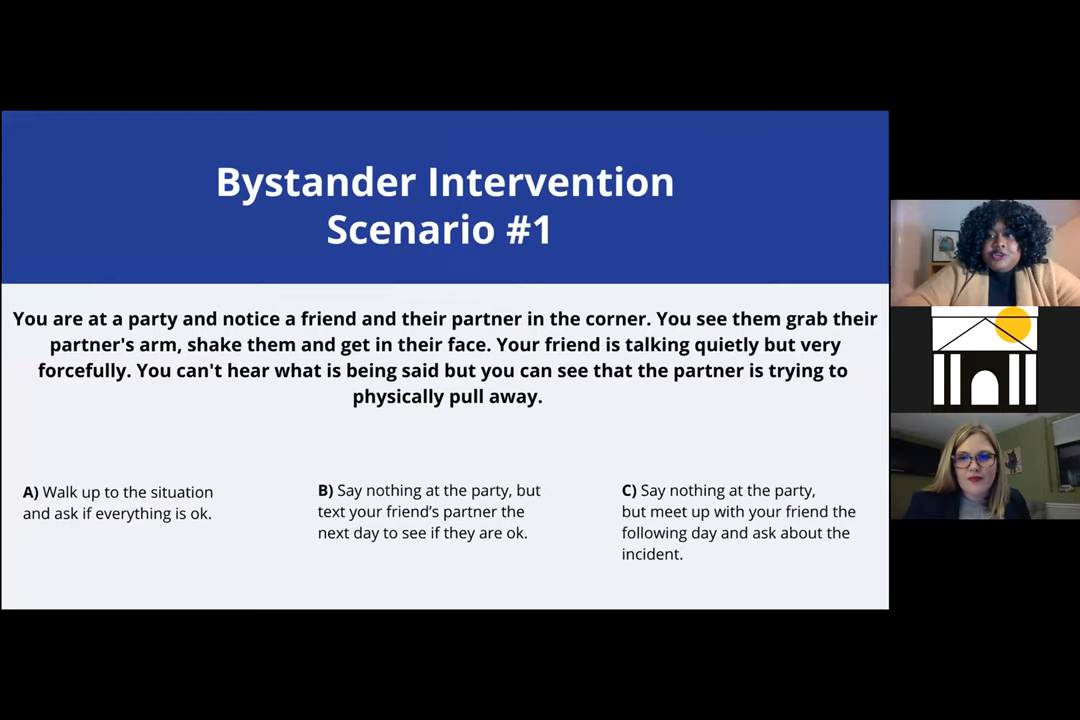 Bystander Intervention
Scenario #1
You are at a party and notice a friend and their partner in the corner. You see them grab their
partner's arm, shake them and get in their face. Your friend is talking quietly but very
forcefully. You can't hear what is being said but you can see that the partner is trying to
physically pull away.
A) Walk up to the situation
and ask if everything is ok.
B) Say nothing at the party, but
text your friend’s partner the
next day to see if they are ok.
C) Say nothing at the party,
but meet up with your friend the
following day and ask about the
incident.